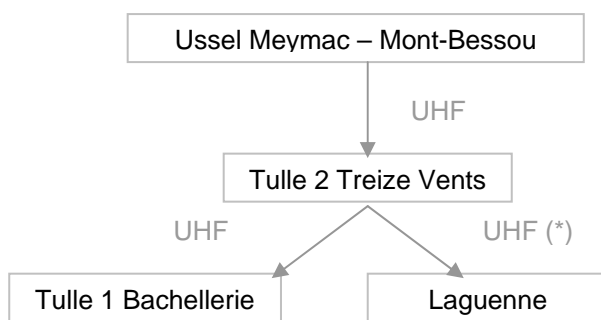 Ussel Meymac – Mont-Bessou
UHF
Tulle 2 Treize Vents
UHF
UHF (*)
Tulle 1 Bachellerie
Laguenne